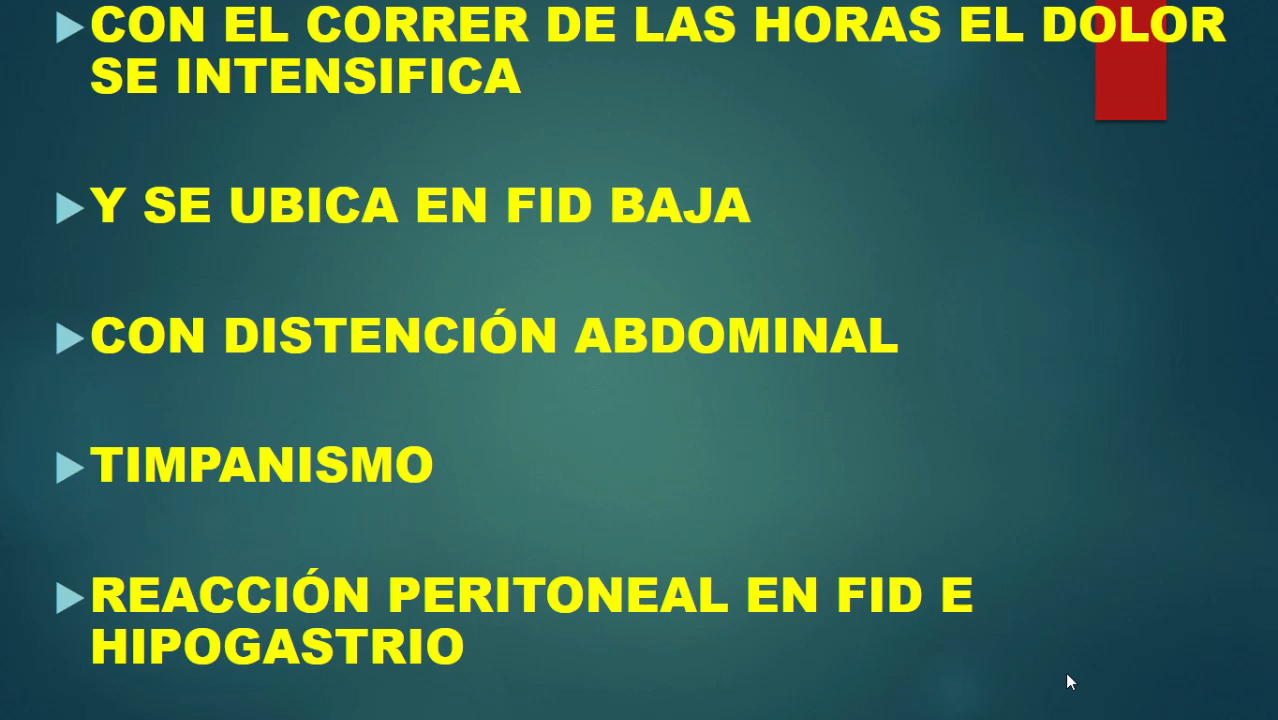 CON EL CORRER DE LAS HORAS EL DOLOR
SE INTENSIFICA
Y SE UBICA EN FID BAJA
CON DISTENCIÓN ABDOMINAL
TIMPANISMO
REACCIÓN PERITONEAL EN FID E
HIPOGASTRIO